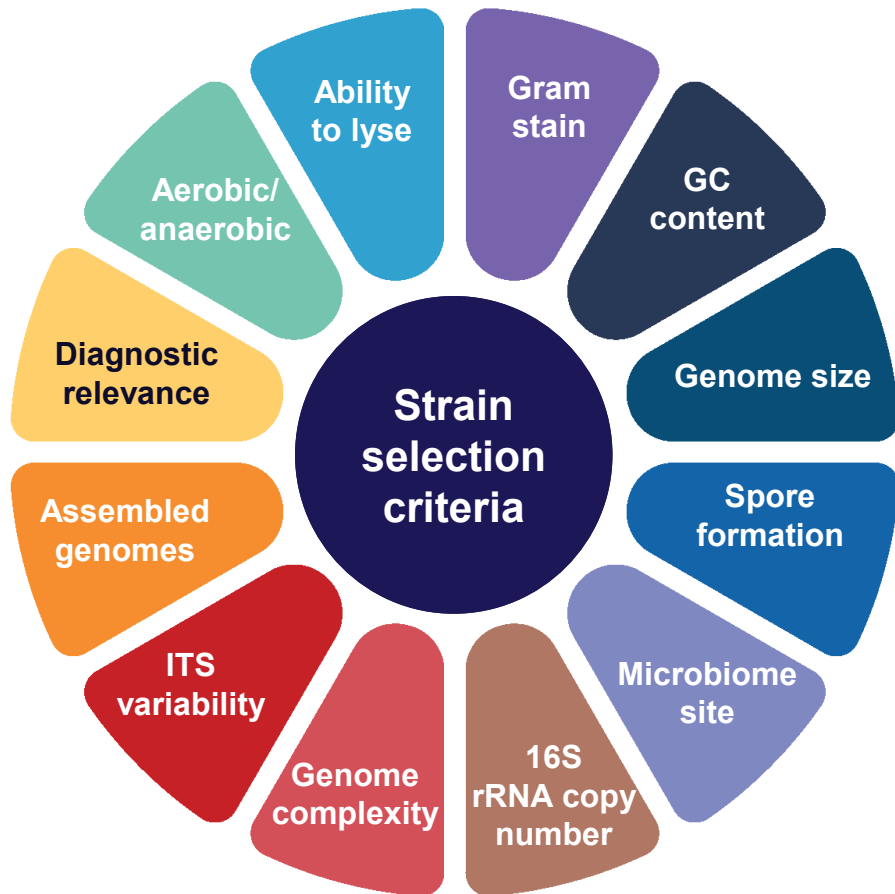 Strain
selection
criteria
Gram
stain
GC
content
Genome size
Spore
formation
Microbiome
site
16S
rRNA copy
number
Genome
complexity
ITS
variability
Assembled
genomes
Diagnostic
relevance
Aerobic/
anaerobic
Ability
to lyse